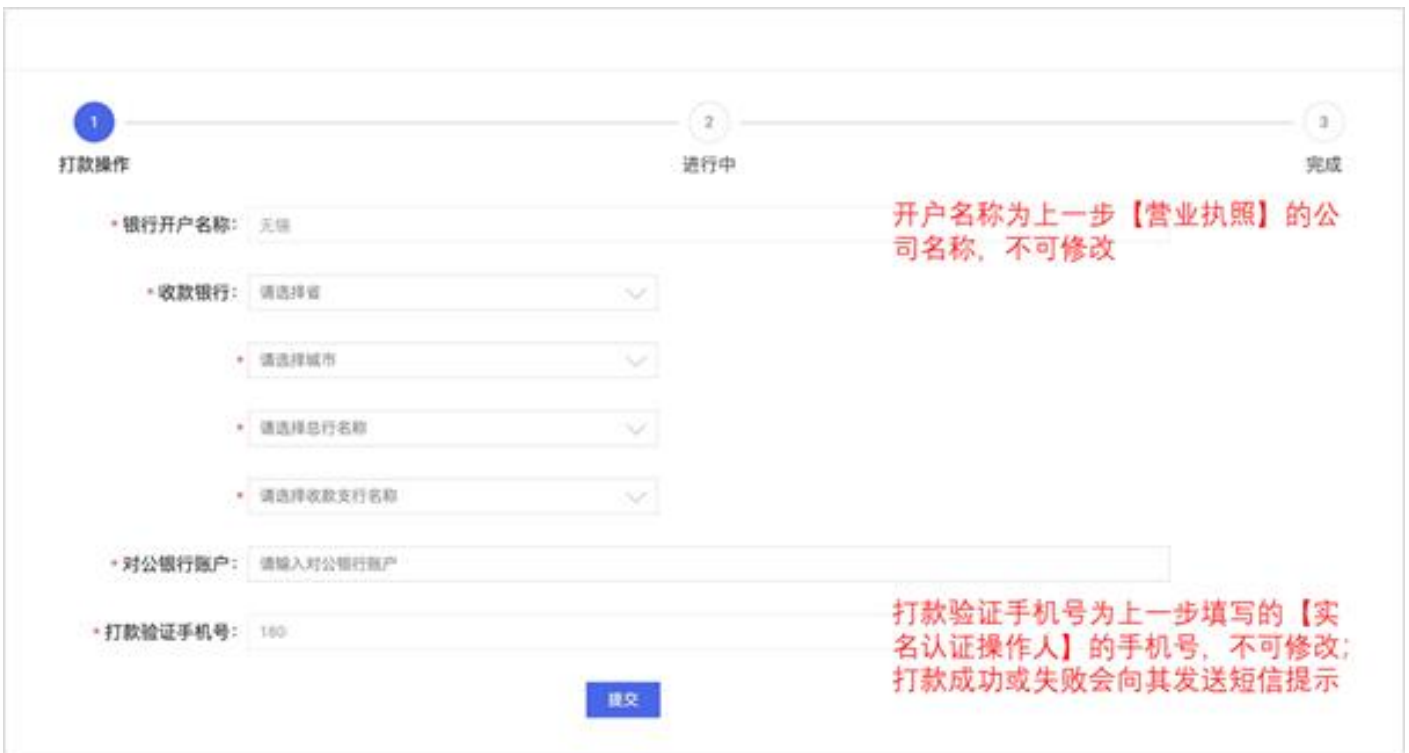 1
2
3
打款操作
进行中
完成
* 银行开户名称: 无锡
开户名称为上一步【营业执照】的公
司名称，不可修改
* 收款银行: 请选择省
* 请选择城市
* 请选择总行名称
* 请选择收款支行名称
* 对公银行账户: 请输入对公银行账户
* 打款验证手机号: 180
打款验证手机号为上一步填写的【实
名认证操作人】的手机号，不可修改;
打款成功或失败会向其发送短信提示
提交